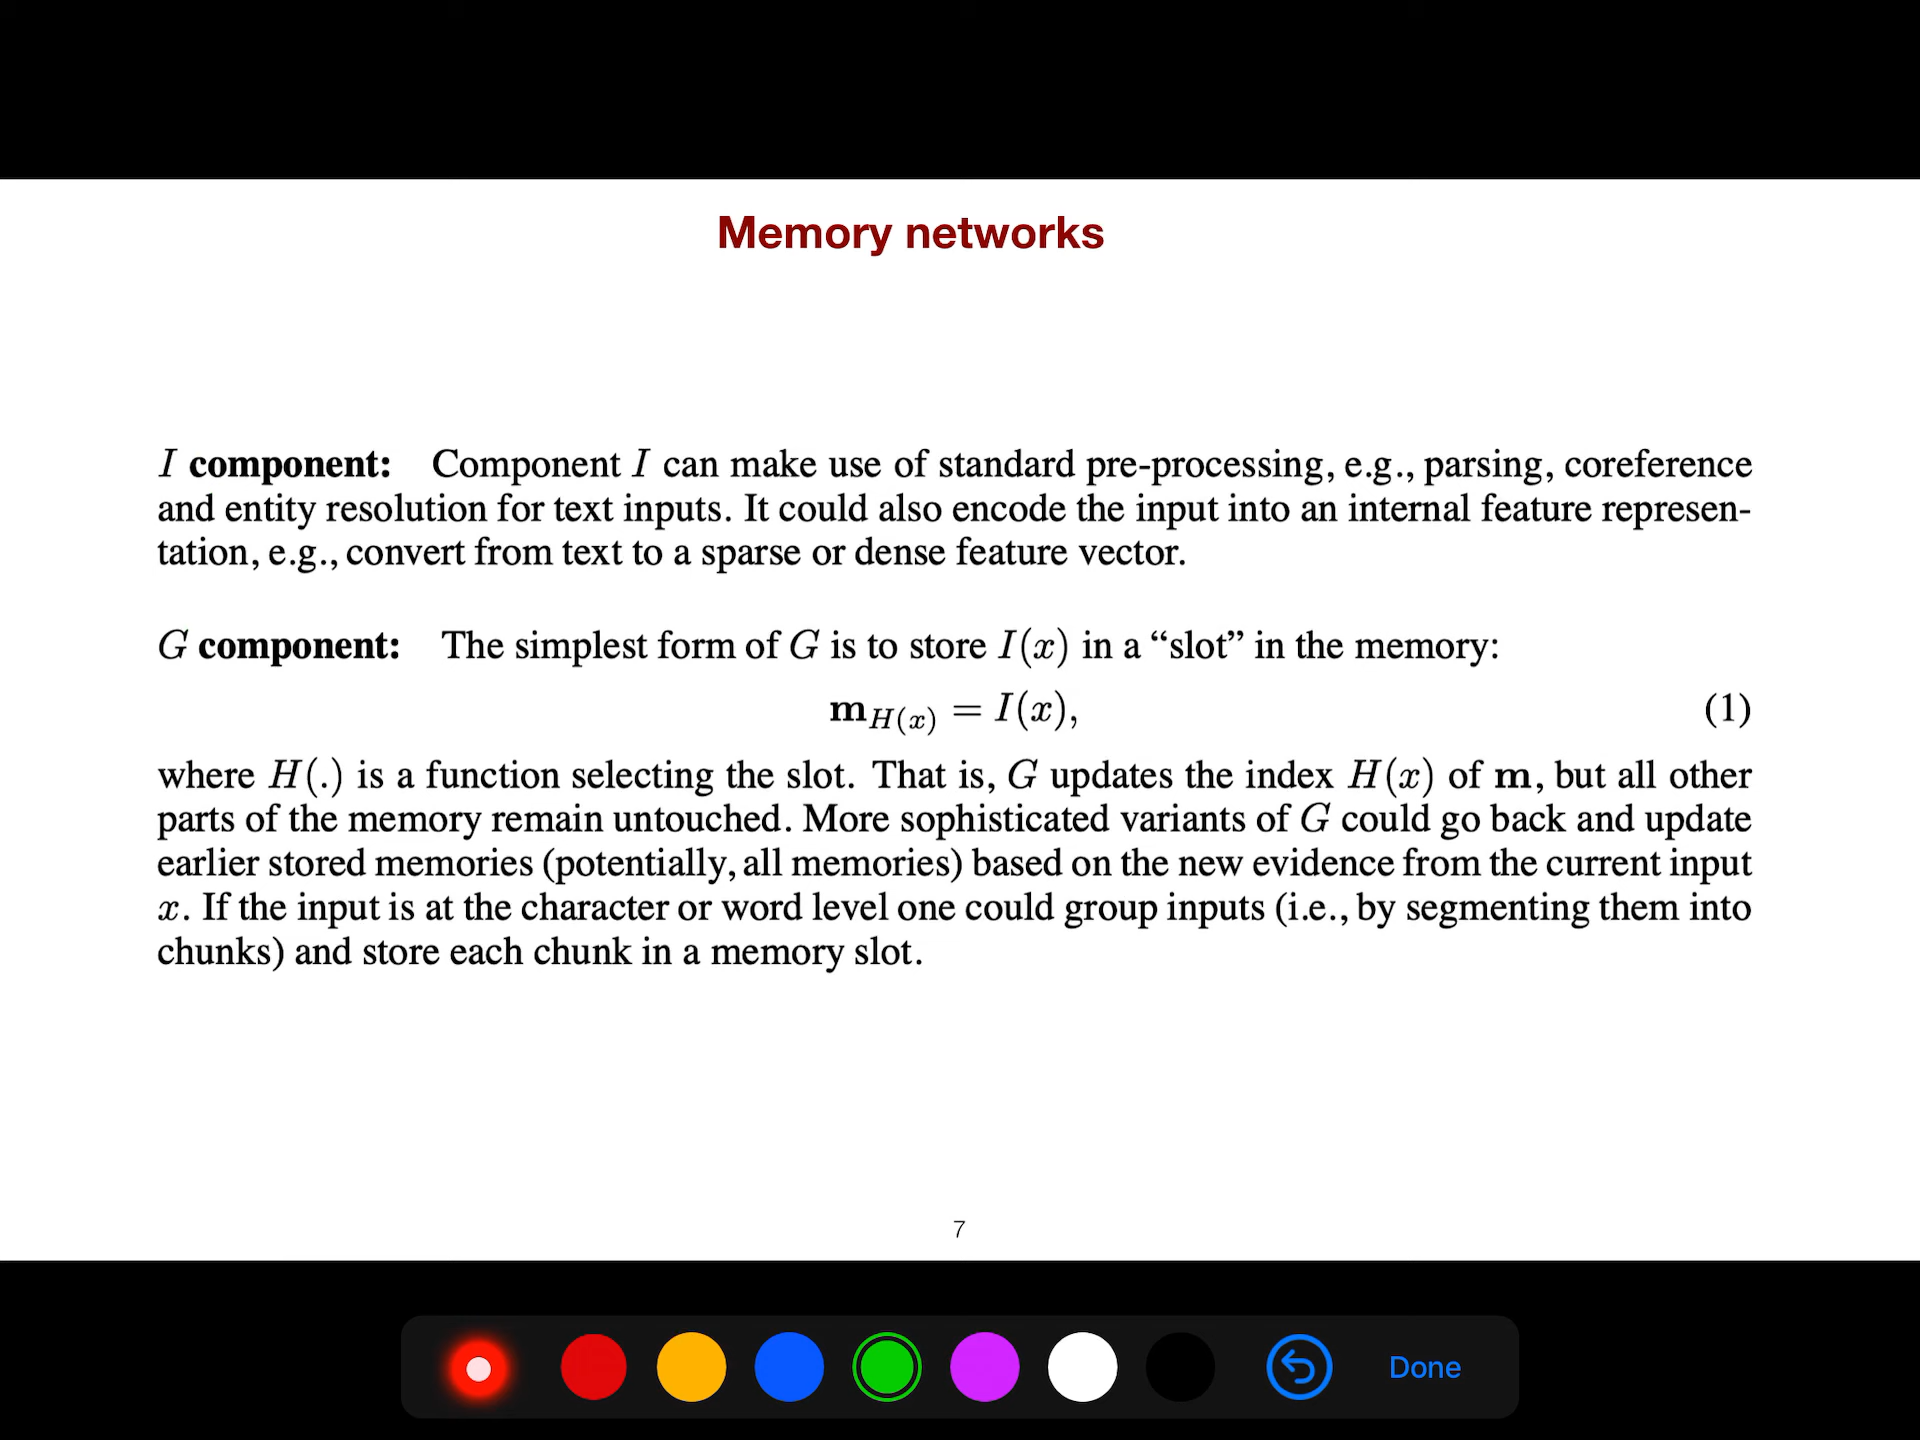 Memory networks
I component: Component I can make use of standard pre-processing, e.g., parsing, coreference
and entity resolution for text inputs. It could also encode the input into an internal feature represen-
tation, e.g., convert from text to a sparse or dense feature vector.
G component: The simplest form of G is to store I(x) in a “slot” in the memory:
m_{H(x)} = I(x), (1)
where H(.) is a function selecting the slot. That is, G updates the index H(x) of m, but all other
parts of the memory remain untouched. More sophisticated variants of G could go back and update
earlier stored memories (potentially, all memories) based on the new evidence from the current input
x. If the input is at the character or word level one could group inputs (i.e., by segmenting them into
chunks) and store each chunk in a memory slot.
7
Done